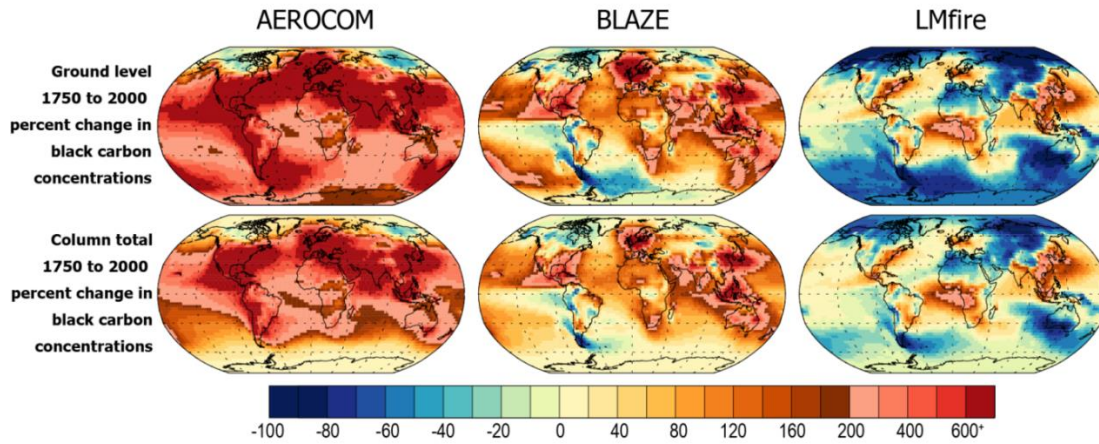 AEROCOM BLAZE LMfire
Ground level
1750 to 2000
percent change in
black carbon
concentrations
Column total
1750 to 2000
percent change in
black carbon
concentrations
-100 -80 -60 -40 -20 0 40 80 120 160 200 400 600+